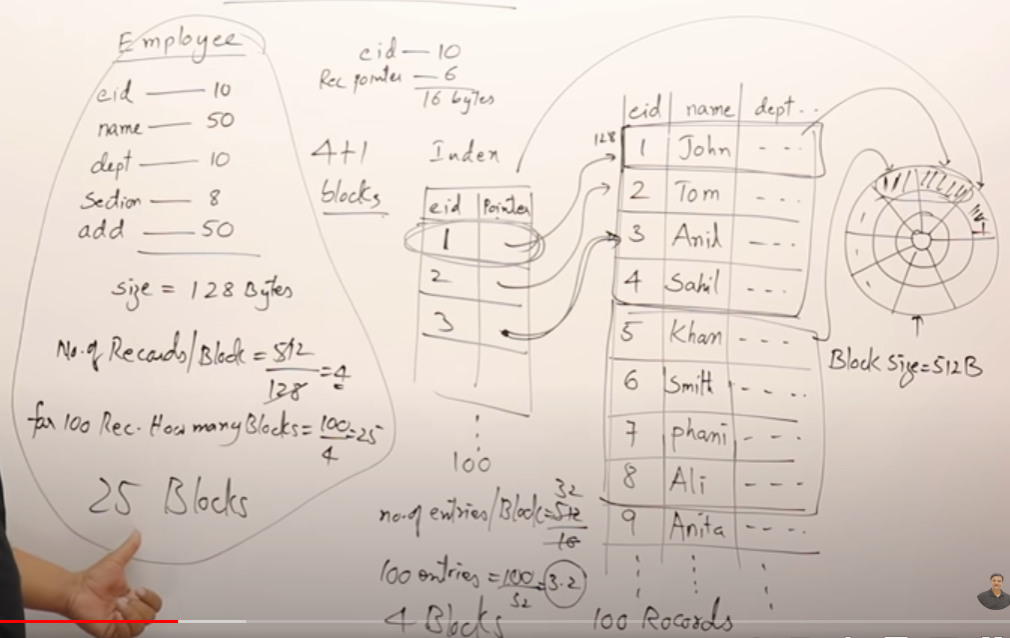 Employee
eid — 10
name — 50
dept — 10
Section — 8
add — 50
size = 128 Bytes
No. of Records/Block = 512/128 = 4
for 100 Rec. How many Blocks = 100/4 = 25
25 Blocks
eid — 10
Rec pointer — 6
16 bytes
4+1
blocks
Index
eid Pointer
1
2
3
100
no. of entries/Block = 512/16 32
100 entries = 100/32 = 3.2
4 Blocks
eid name dept ..
128
1 John - - -
2 Tom - - -
3 Anil - - -
4 Sahil - - -
5 Khan - - -
6 Smith - - - -
7 phani - - -
8 Ali - - -
9 Anita - - - -
100 Records
Block Size = 512B